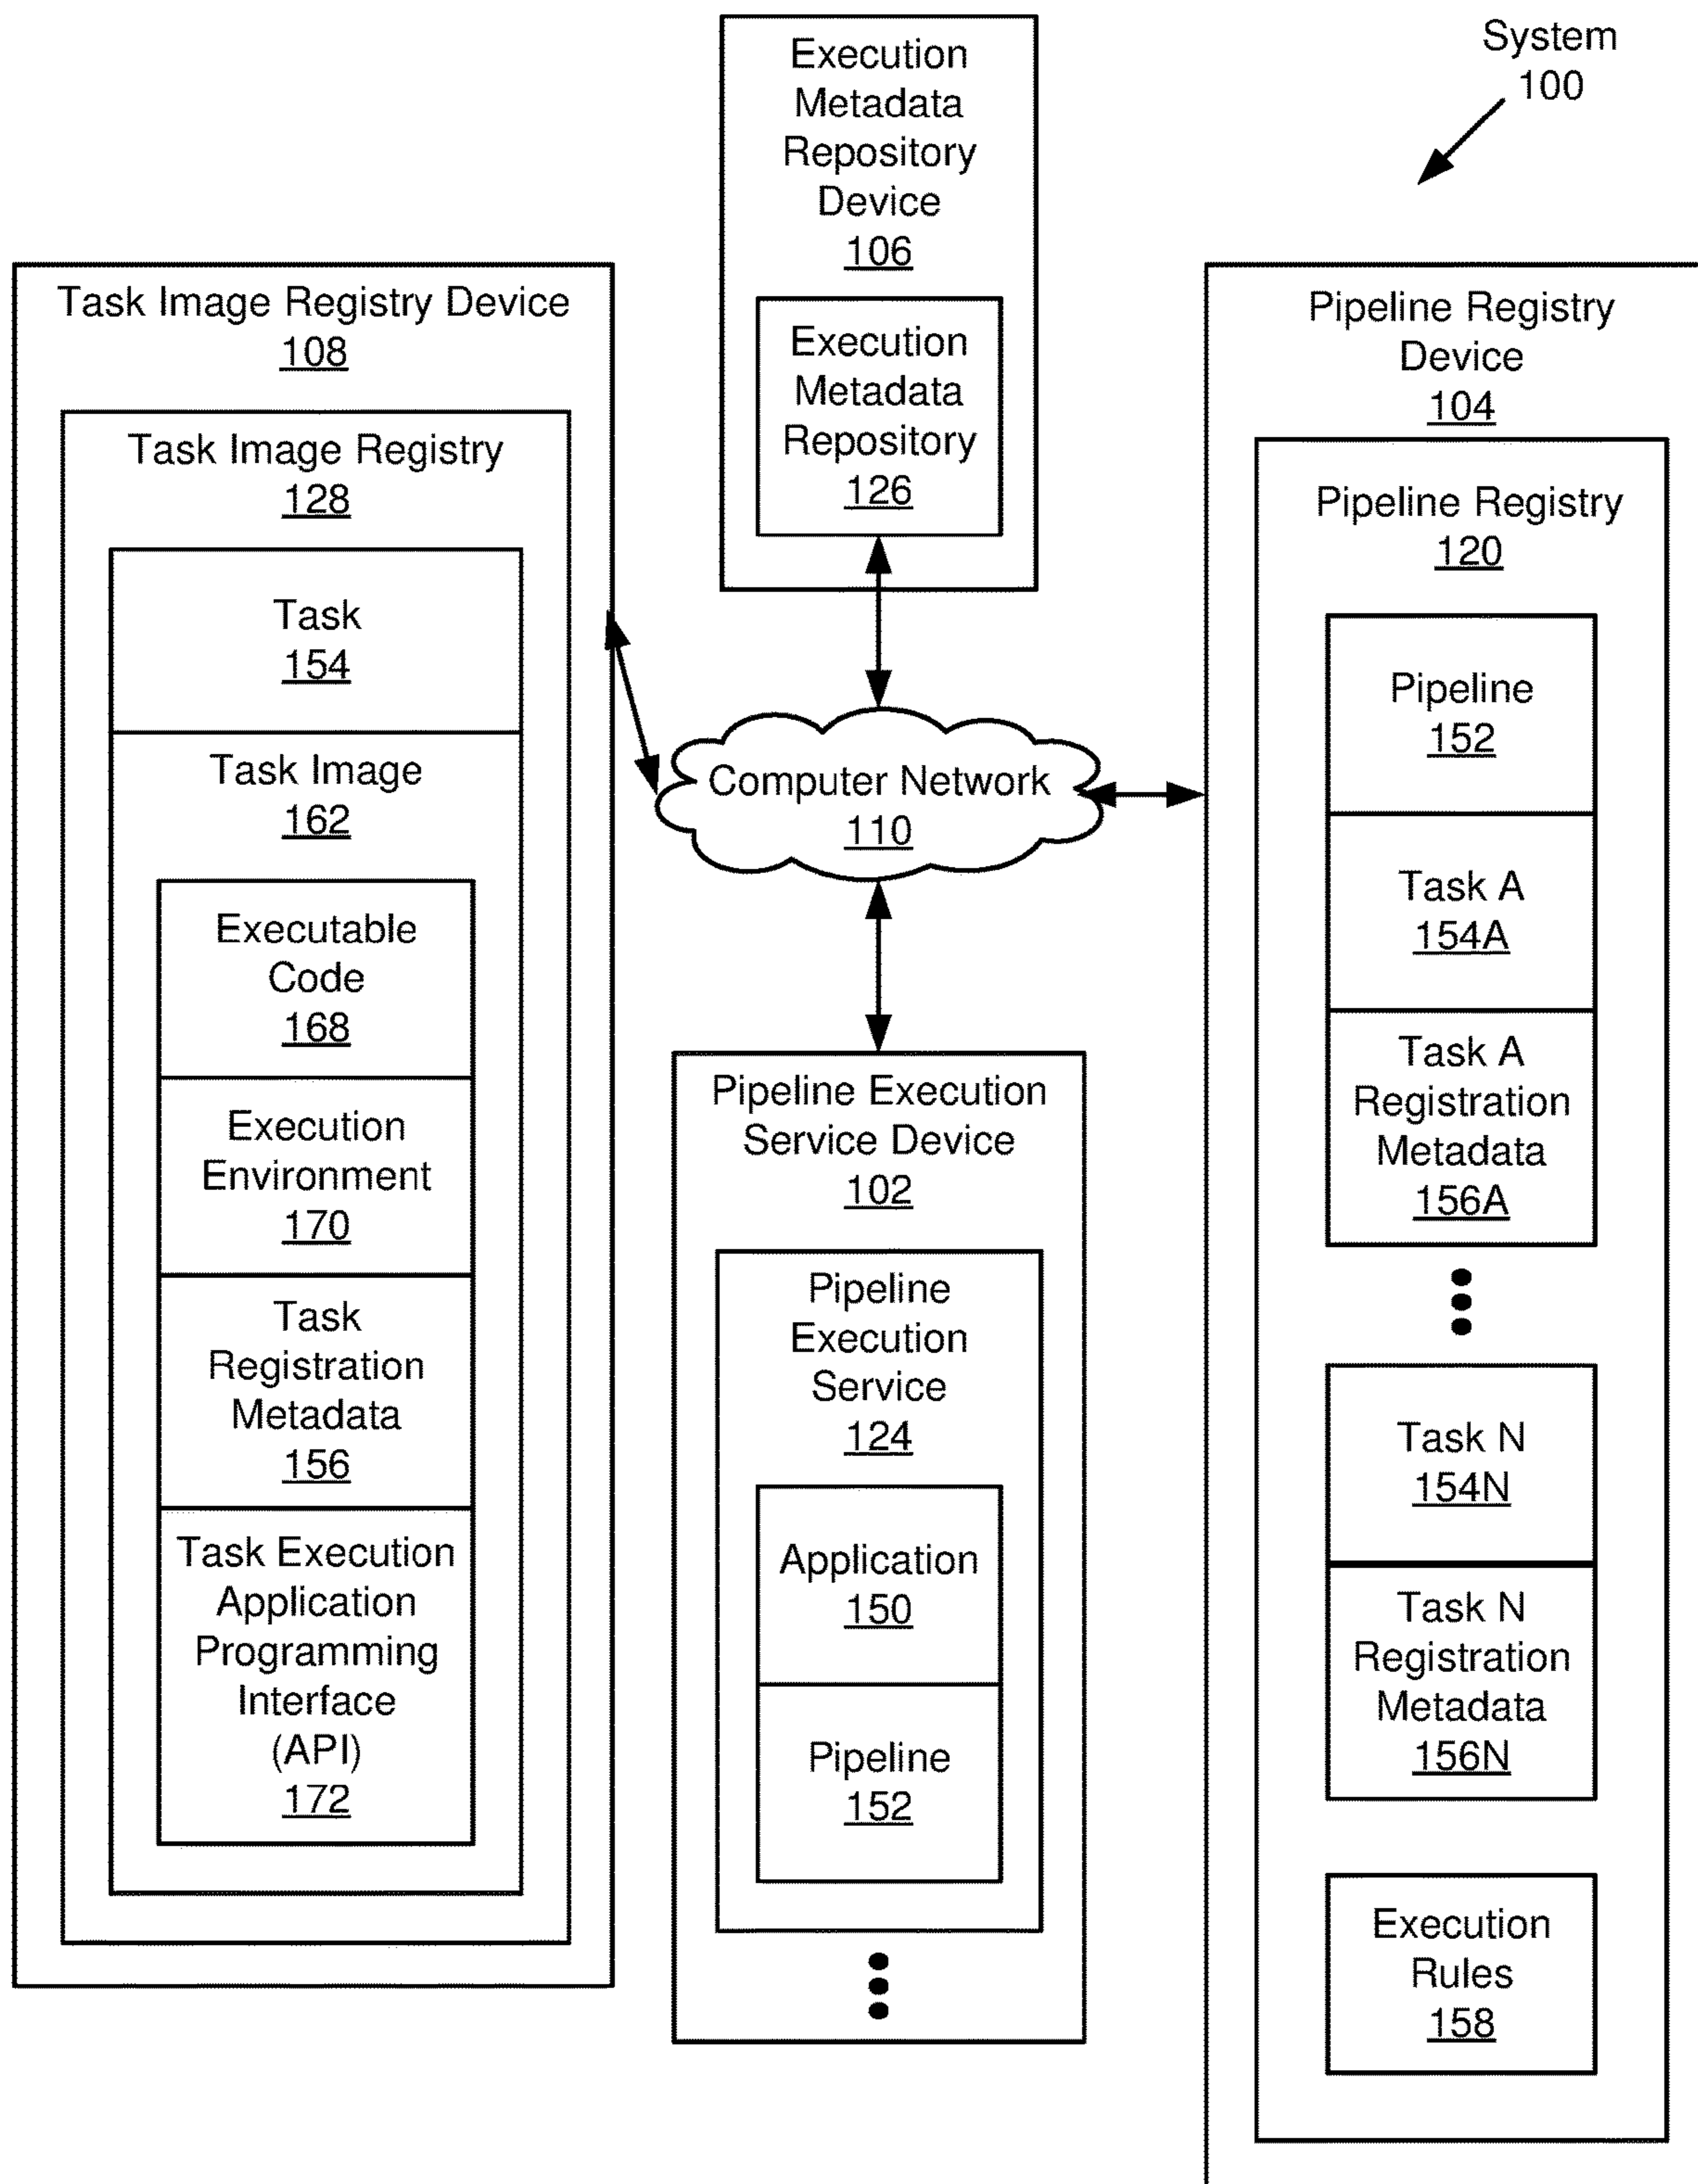 System
100
Execution
Metadata
Repository
Device
106
Execution
Metadata
Repository
126
Task Image Registry Device
108
Task Image Registry
128
Task
154
Task Image
162
Executable
Code
168
Execution
Environment
170
Task
Registration
Metadata
156
Task Execution
Application
Programming
Interface
(API)
172
Computer Network
110
Pipeline Execution
Service Device
102
Pipeline
Execution
Service
124
Application
150
Pipeline
152
Pipeline Registry
Device
104
Pipeline Registry
120
Pipeline
152
Task A
154A
Task A
Registration
Metadata
156A
Task N
154N
Task N
Registration
Metadata
156N
Execution
Rules
158